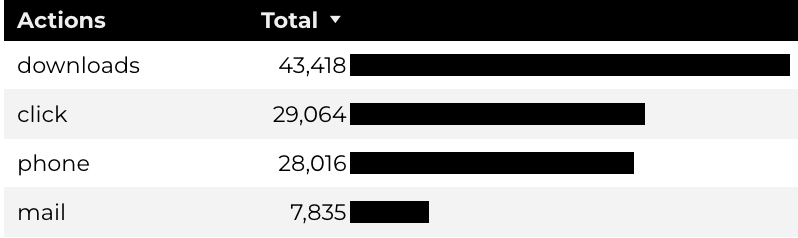 Actions Total ▼
downloads 43,418
click 29,064
phone 28,016
mail 7,835